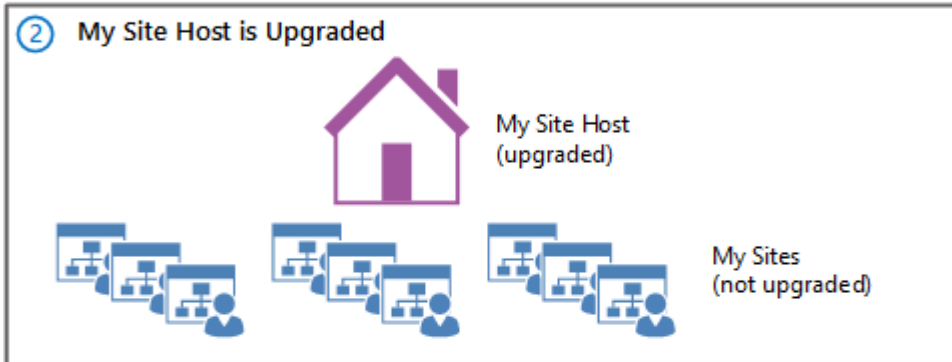 2 My Site Host is Upgraded
My Site Host
(upgraded)
My Sites
(not upgraded)